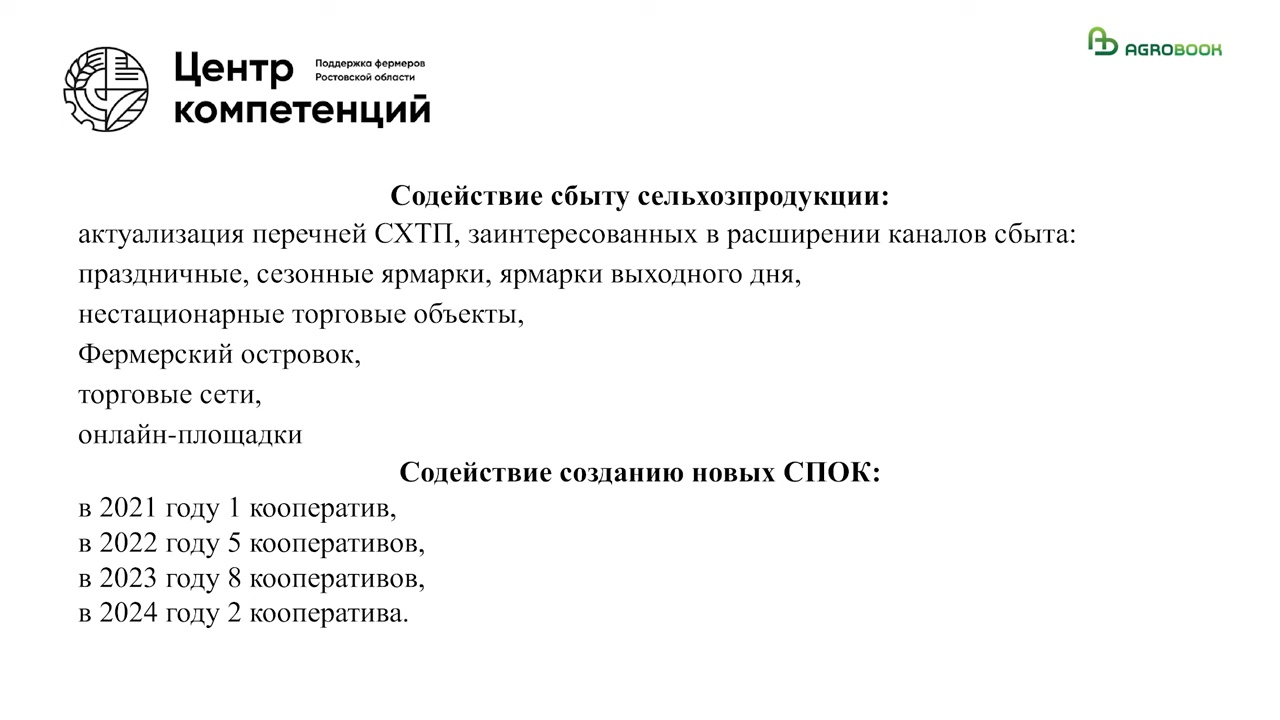 Центр
компетенций
Поддержка фермеров
Ростовской области
AGROBOOK
Содействие сбыту сельхозпродукции:
актуализация перечней СХТП, заинтересованных в расширении каналов сбыта:
праздничные, сезонные ярмарки, ярмарки выходного дня,
нестационарные торговые объекты,
Фермерский островок,
торговые сети,
онлайн-площадки
Содействие созданию новых СПОК:
в 2021 году 1 кооператив,
в 2022 году 5 кооперативов,
в 2023 году 8 кооперативов,
в 2024 году 2 кооператива.